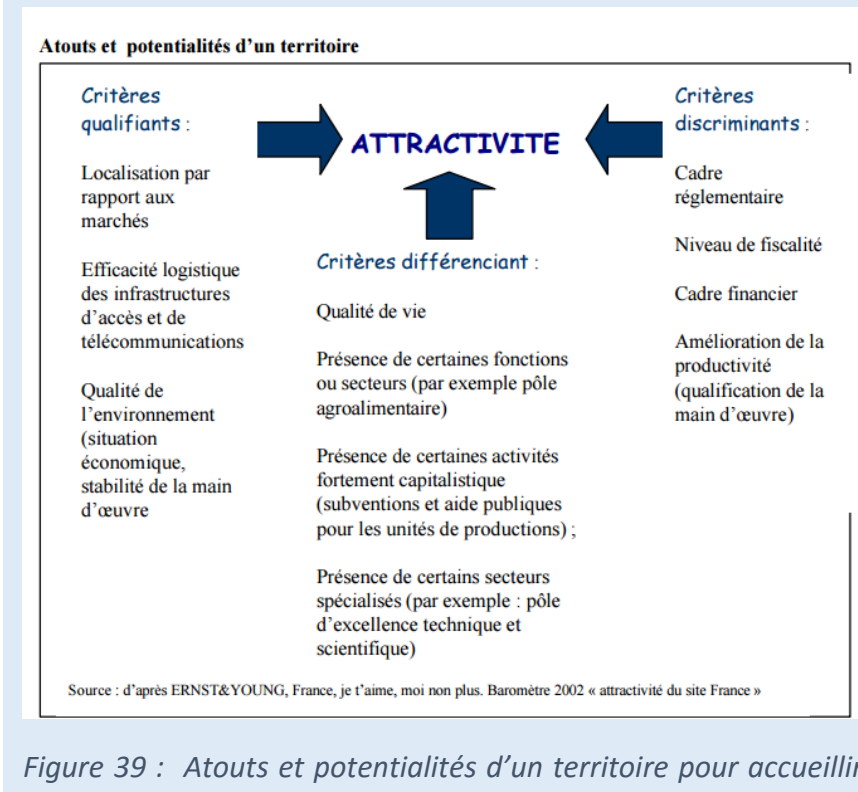 Atouts et potentialités d'un territoire
Critères
qualifiants :
Localisation par
rapport aux
marchés
Efficacité logistique
des infrastructures
d'accès et de
télécommunications
Qualité de
l'environnement
(situation
économique,
stabilité de la main
d'œuvre
ATTRACTIVITE
Critères différenciant :
Qualité de vie
Présence de certaines fonctions
ou secteurs (par exemple pôle
agroalimentaire)
Présence de certaines activités
fortement capitalistique
(subventions et aide publiques
pour les unités de productions) ;
Présence de certains secteurs
spécialisés (par exemple : pôle
d'excellence technique et
scientifique)
Critères
discriminants :
Cadre
réglementaire
Niveau de fiscalité
Cadre financier
Amélioration de la
productivité
(qualification de la
main d'œuvre)
Source : d'après ERNST&YOUNG, France, je t'aime, moi non plus. Baromètre 2002 « attractivité du site France »
Figure 39 : Atouts et potentialités d'un territoire pour accueillir